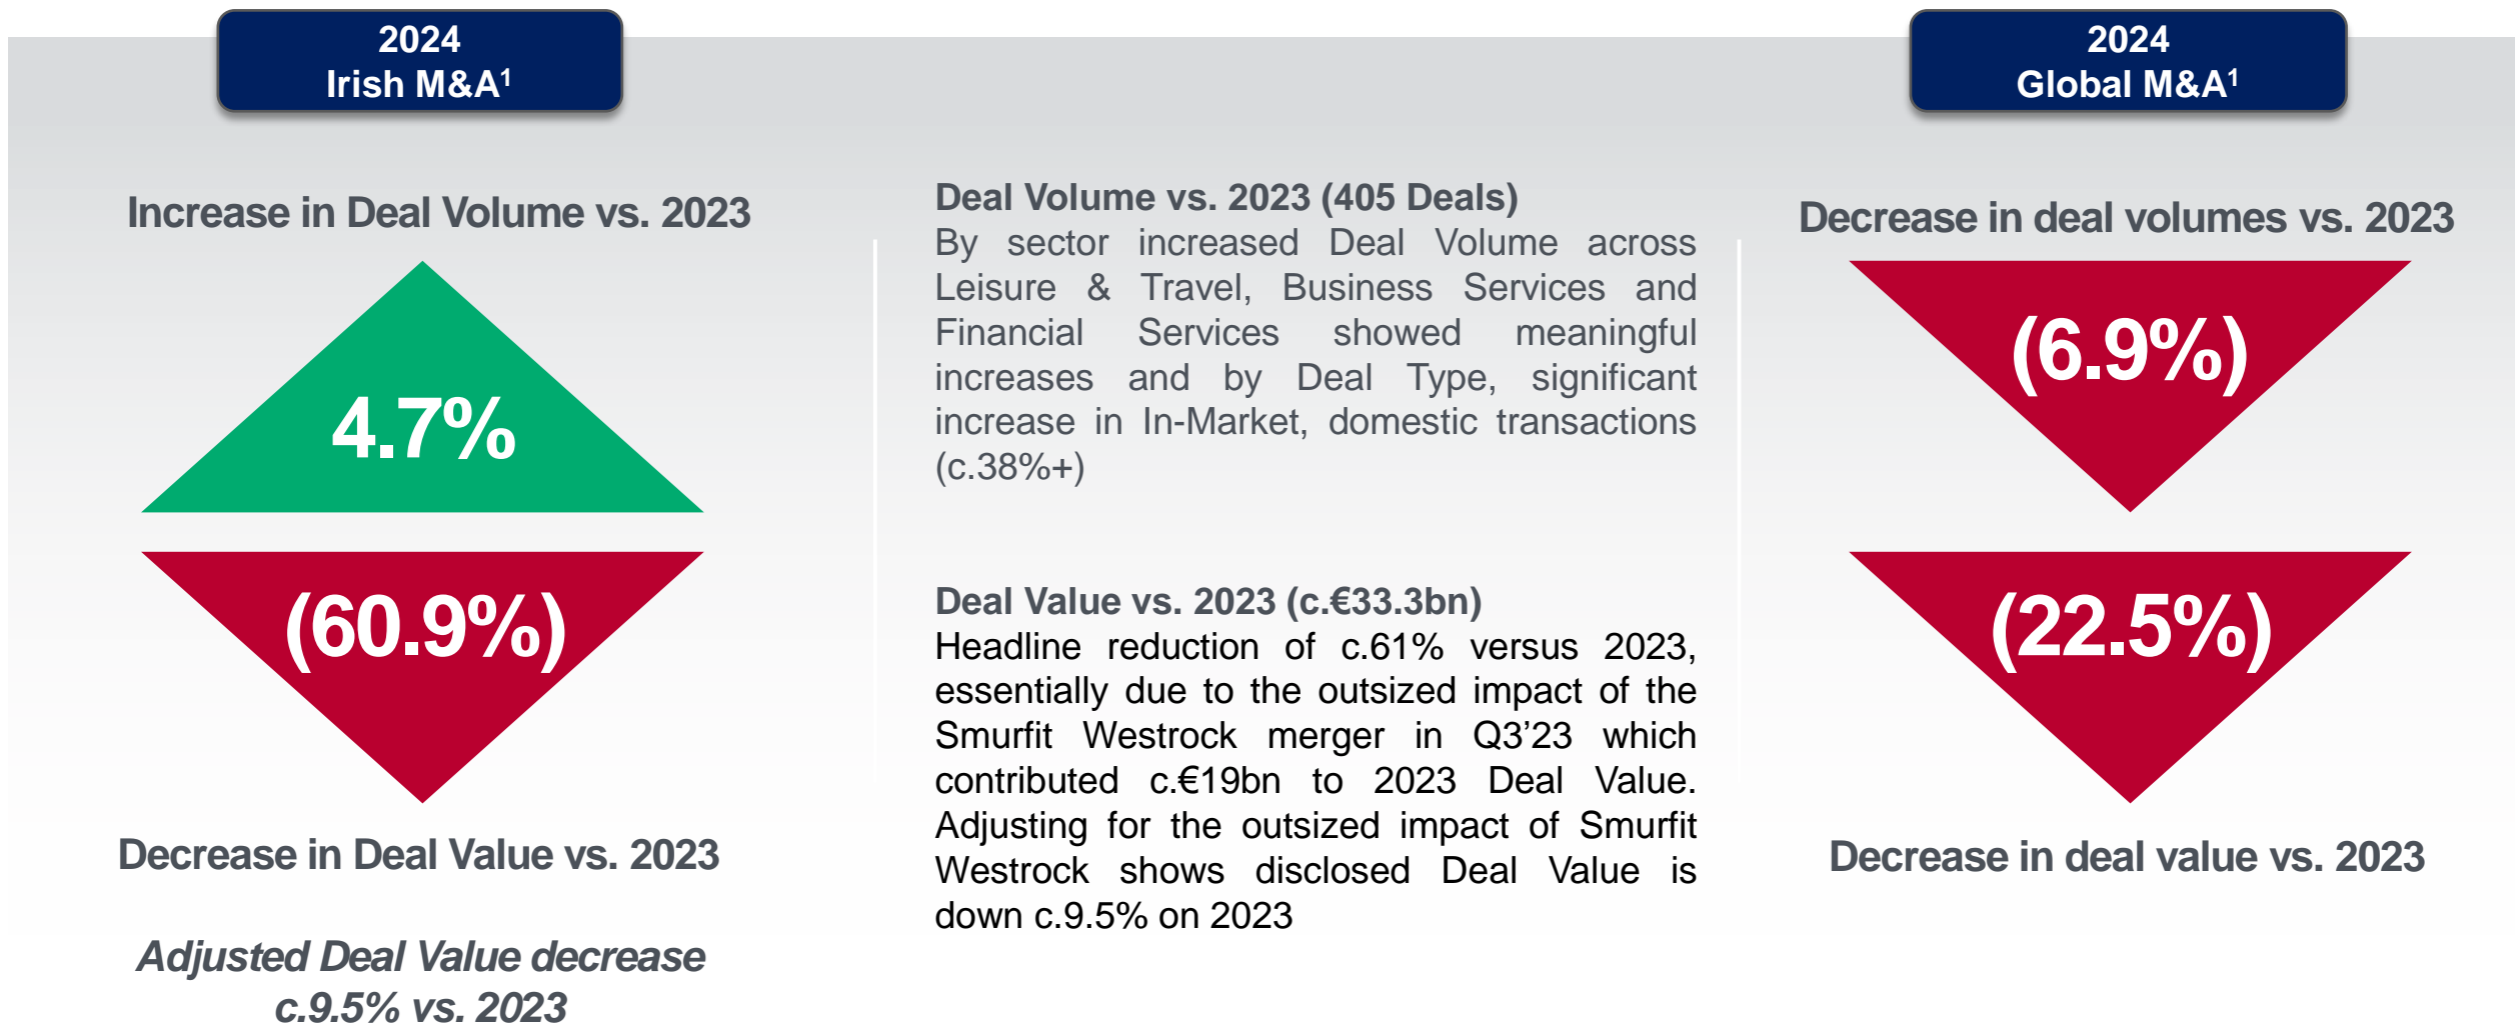 2024
Irish M&A¹
Increase in Deal Volume vs. 2023
4.7%
(60.9%)
Decrease in Deal Value vs. 2023
Adjusted Deal Value decrease
c.9.5% vs. 2023
Deal Volume vs. 2023 (405 Deals)
By sector increased Deal Volume across
Leisure & Travel, Business Services and
Financial Services showed meaningful
increases and by Deal Type, significant
increase in In-Market, domestic transactions
(c.38%+)
Deal Value vs. 2023 (c.€33.3bn)
Headline reduction of c.61% versus 2023,
essentially due to the outsized impact of the
Smurfit Westrock merger in Q3’23 which
contributed c.€19bn to 2023 Deal Value.
Adjusting for the outsized impact of Smurfit
Westrock shows disclosed Deal Value is
down c.9.5% on 2023
2024
Global M&A¹
Decrease in deal volumes vs. 2023
(6.9%)
(22.5%)
Decrease in deal value vs. 2023